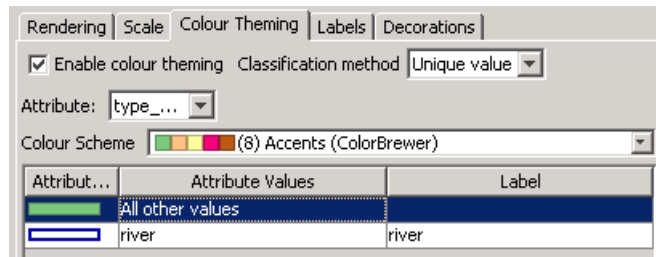 Rendering Scale Colour Theming Labels Decorations
Enable colour theming Classification method Unique value
Attribute: type_...
Colour Scheme (8) Accents (ColorBrewer)
Attribut... Attribute Values Label
All other values
river river